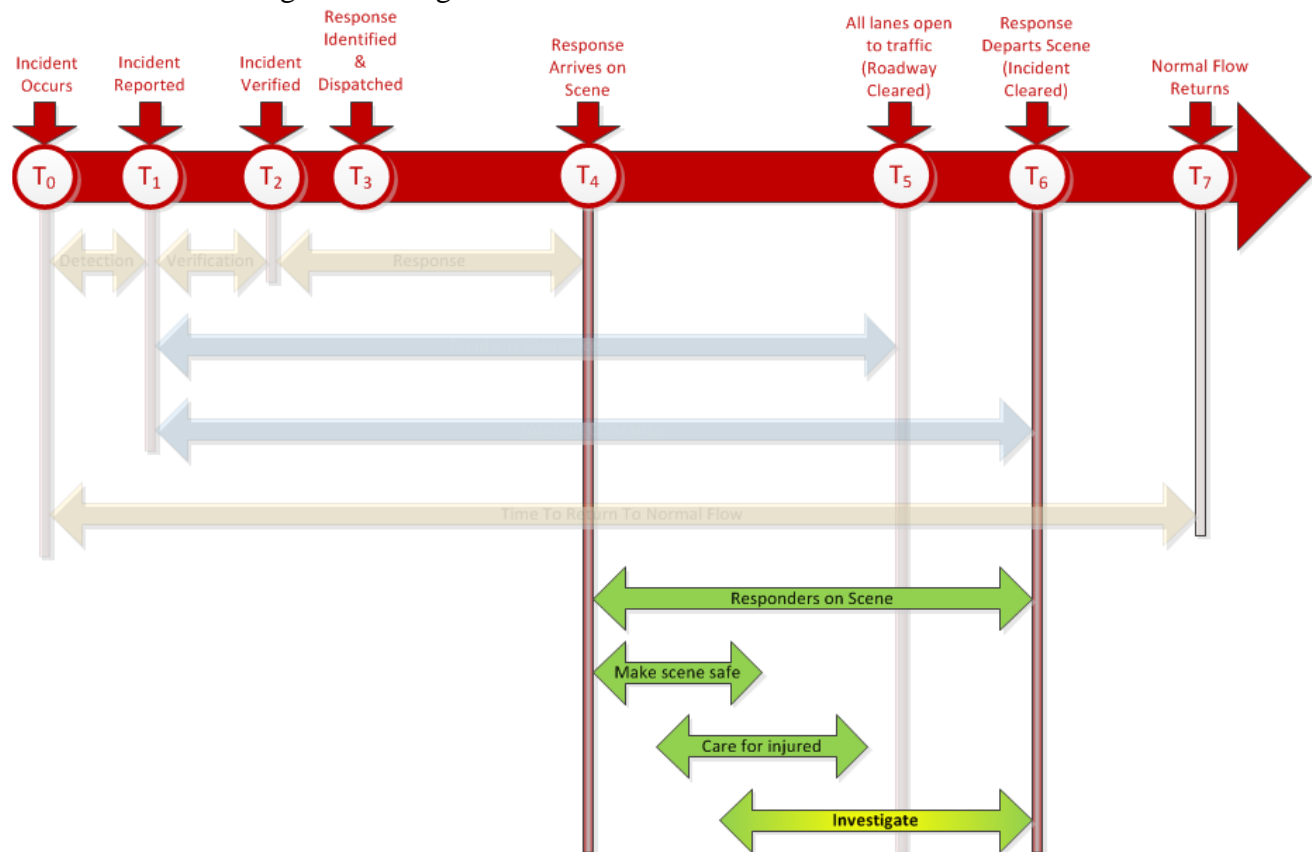 Response
Identified
&
Dispatched
All lanes open
to traffic
(Roadway
Cleared)
Response
Departs Scene
(Incident
Cleared)
Response
Arrives on
Scene
Incident
Occurs
Incident
Reported
Incident
Verified
Normal Flow
Returns
T0
T1
T2
T3
T4
T5
T6
T7
Detection
Verification
Response
Time To Return To Normal Flow
Responders on Scene
Make scene safe
Care for injured
Investigate